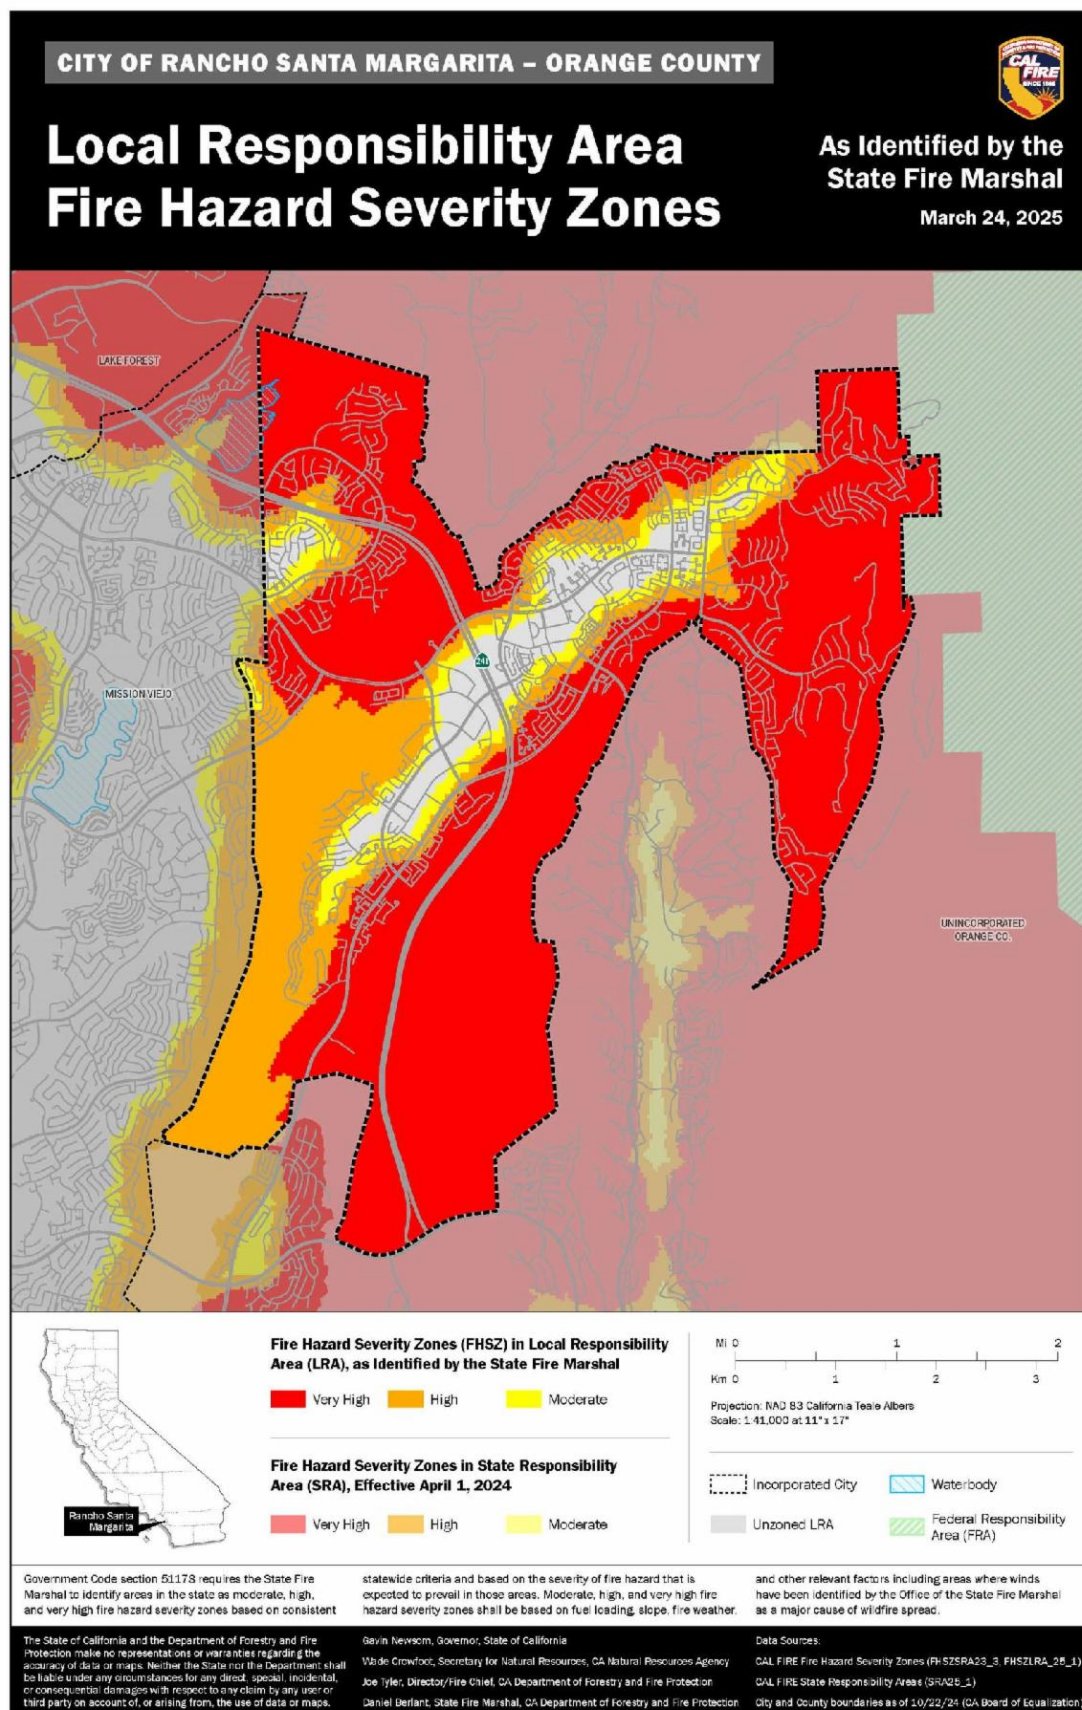 CITY OF RANCHO SANTA MARGARITA – ORANGE COUNTY
CAL
FIRE
SINCE 1885
Local Responsibility Area
Fire Hazard Severity Zones
As Identified by the
State Fire Marshal
March 24, 2025
LAKE FOREST
241
MISSION VIEJO
UNINCORPORATED
ORANGE CO.
Rancho Santa
Margarita
Fire Hazard Severity Zones (FHSZ) in Local Responsibility
Area (LRA), as Identified by the State Fire Marshal
Very High
High
Moderate
Fire Hazard Severity Zones in State Responsibility
Area (SRA), Effective April 1, 2024
Very High
High
Moderate
Mi 0 1 2
Km 0 1 2 3
Projection: NAD 83 California Teale Albers
Scale: 1:41,000 at 11" x 17"
Incorporated City
Waterbody
Unzoned LRA
Federal Responsibility
Area (FRA)
Government Code section 51178 requires the State Fire
Marshal to identify areas in the state as moderate, high,
and very high fire hazard severity zones based on consistent
statewide criteria and based on the severity of fire hazard that is
expected to prevail in those areas. Moderate, high, and very high fire
hazard severity zones shall be based on fuel loading, slope, fire weather,
and other relevant factors including areas where winds
have been identified by the Office of the State Fire Marshal
as a major cause of wildfire spread.
The State of California and the Department of Forestry and Fire
Protection make no representations or warranties regarding the
accuracy of data or maps. Neither the State nor the Department shall
be liable under any circumstances for any direct, special, incidental,
or consequential damages with respect to any claim by any user or
third party on account of, or arising from, the use of data or maps.
Gavin Newsom, Governor, State of California
Wade Crowfoot, Secretary for Natural Resources, CA Natural Resources Agency
Joe Tyler, Director/Fire Chief, CA Department of Forestry and Fire Protection
Daniel Berlant, State Fire Marshal, CA Department of Forestry and Fire Protection
Data Sources:
CAL FIRE Fire Hazard Severity Zones (FHSZSRA23_3, FHSZLRA_25_1)
CAL FIRE State Responsibility Areas (SRA25_1)
City and County boundaries as of 10/22/24 (CA Board of Equalization)